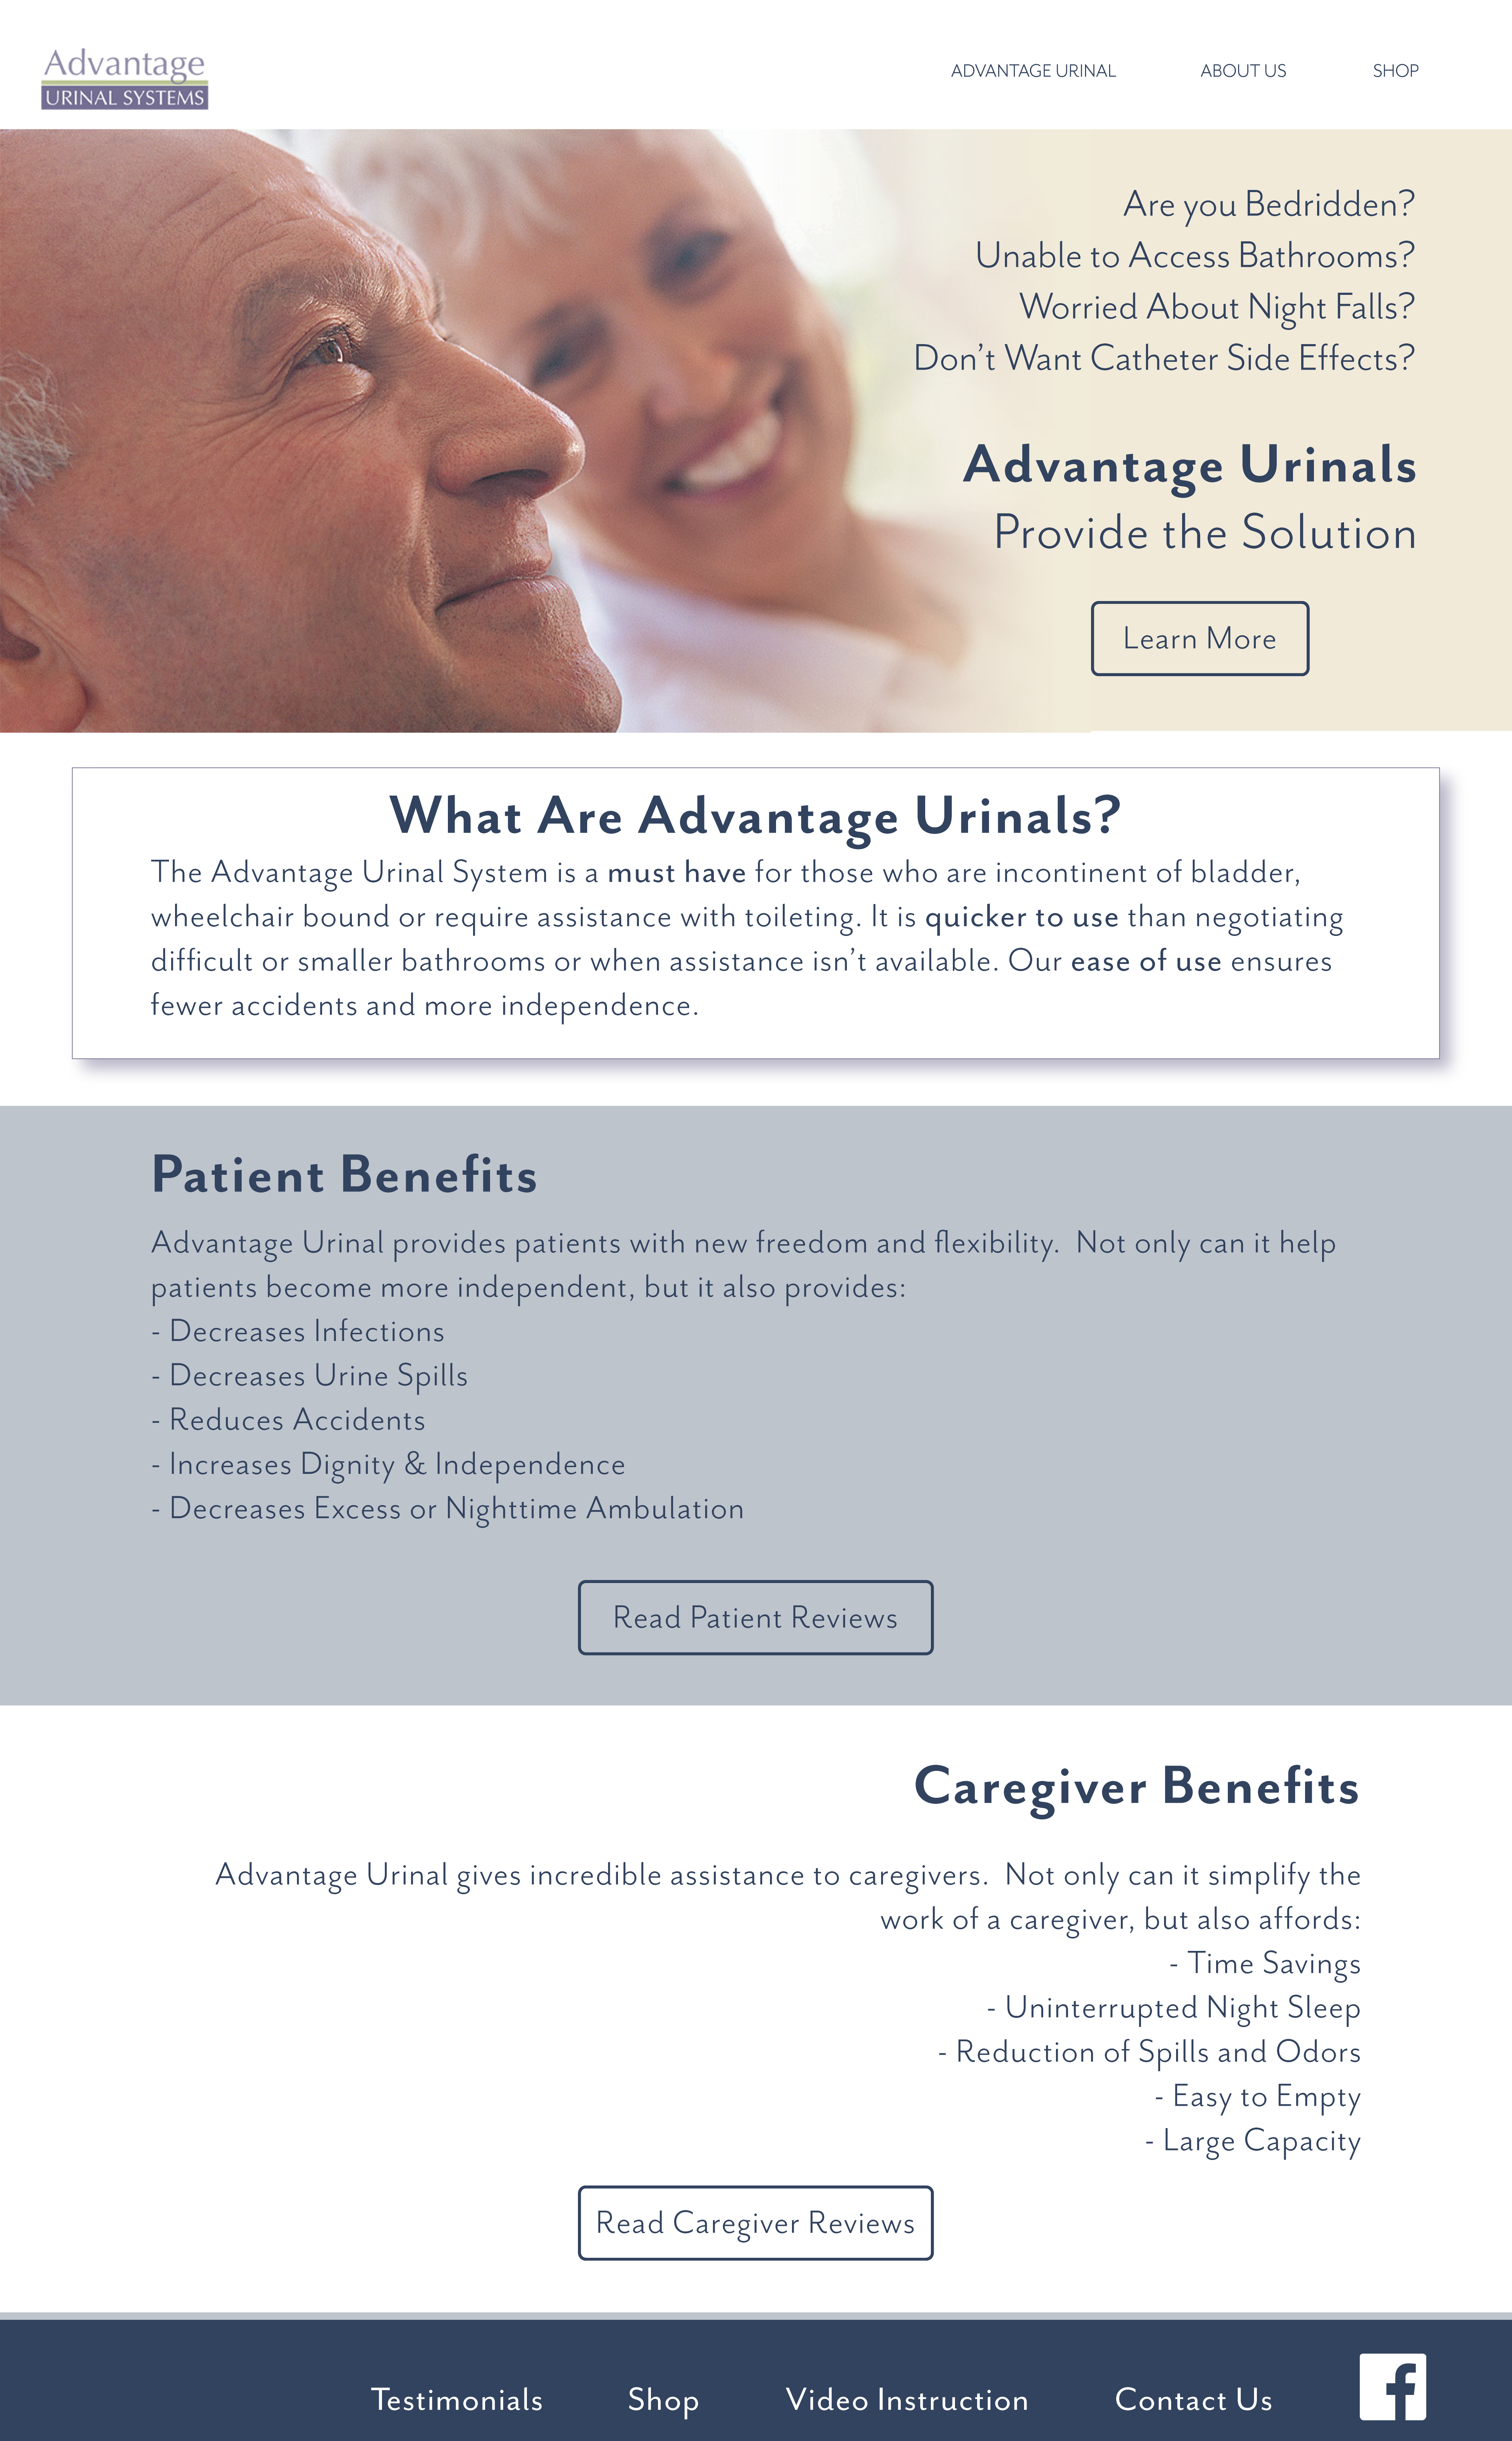 Advantage
URINAL SYSTEMS
ADVANTAGE URINAL
ABOUT US
SHOP
Are you Bedridden?
Unable to Access Bathrooms?
Worried About Night Falls?
Don’t Want Catheter Side Effects?
Advantage Urinals
Provide the Solution
Learn More
What Are Advantage Urinals?
The Advantage Urinal System is a must have for those who are incontinent of bladder,
wheelchair bound or require assistance with toileting. It is quicker to use than negotiating
difficult or smaller bathrooms or when assistance isn’t available. Our ease of use ensures
fewer accidents and more independence.
Patient Benefits
Advantage Urinal provides patients with new freedom and flexibility.  Not only can it help
patients become more independent, but it also provides:
- Decreases Infections
- Decreases Urine Spills
- Reduces Accidents
- Increases Dignity & Independence
- Decreases Excess or Nighttime Ambulation
Read Patient Reviews
Caregiver Benefits
Advantage Urinal gives incredible assistance to caregivers.  Not only can it simplify the
work of a caregiver, but also affords:
- Time Savings
- Uninterrupted Night Sleep
- Reduction of Spills and Odors
- Easy to Empty
- Large Capacity
Read Caregiver Reviews
Testimonials
Shop
Video Instruction
Contact Us